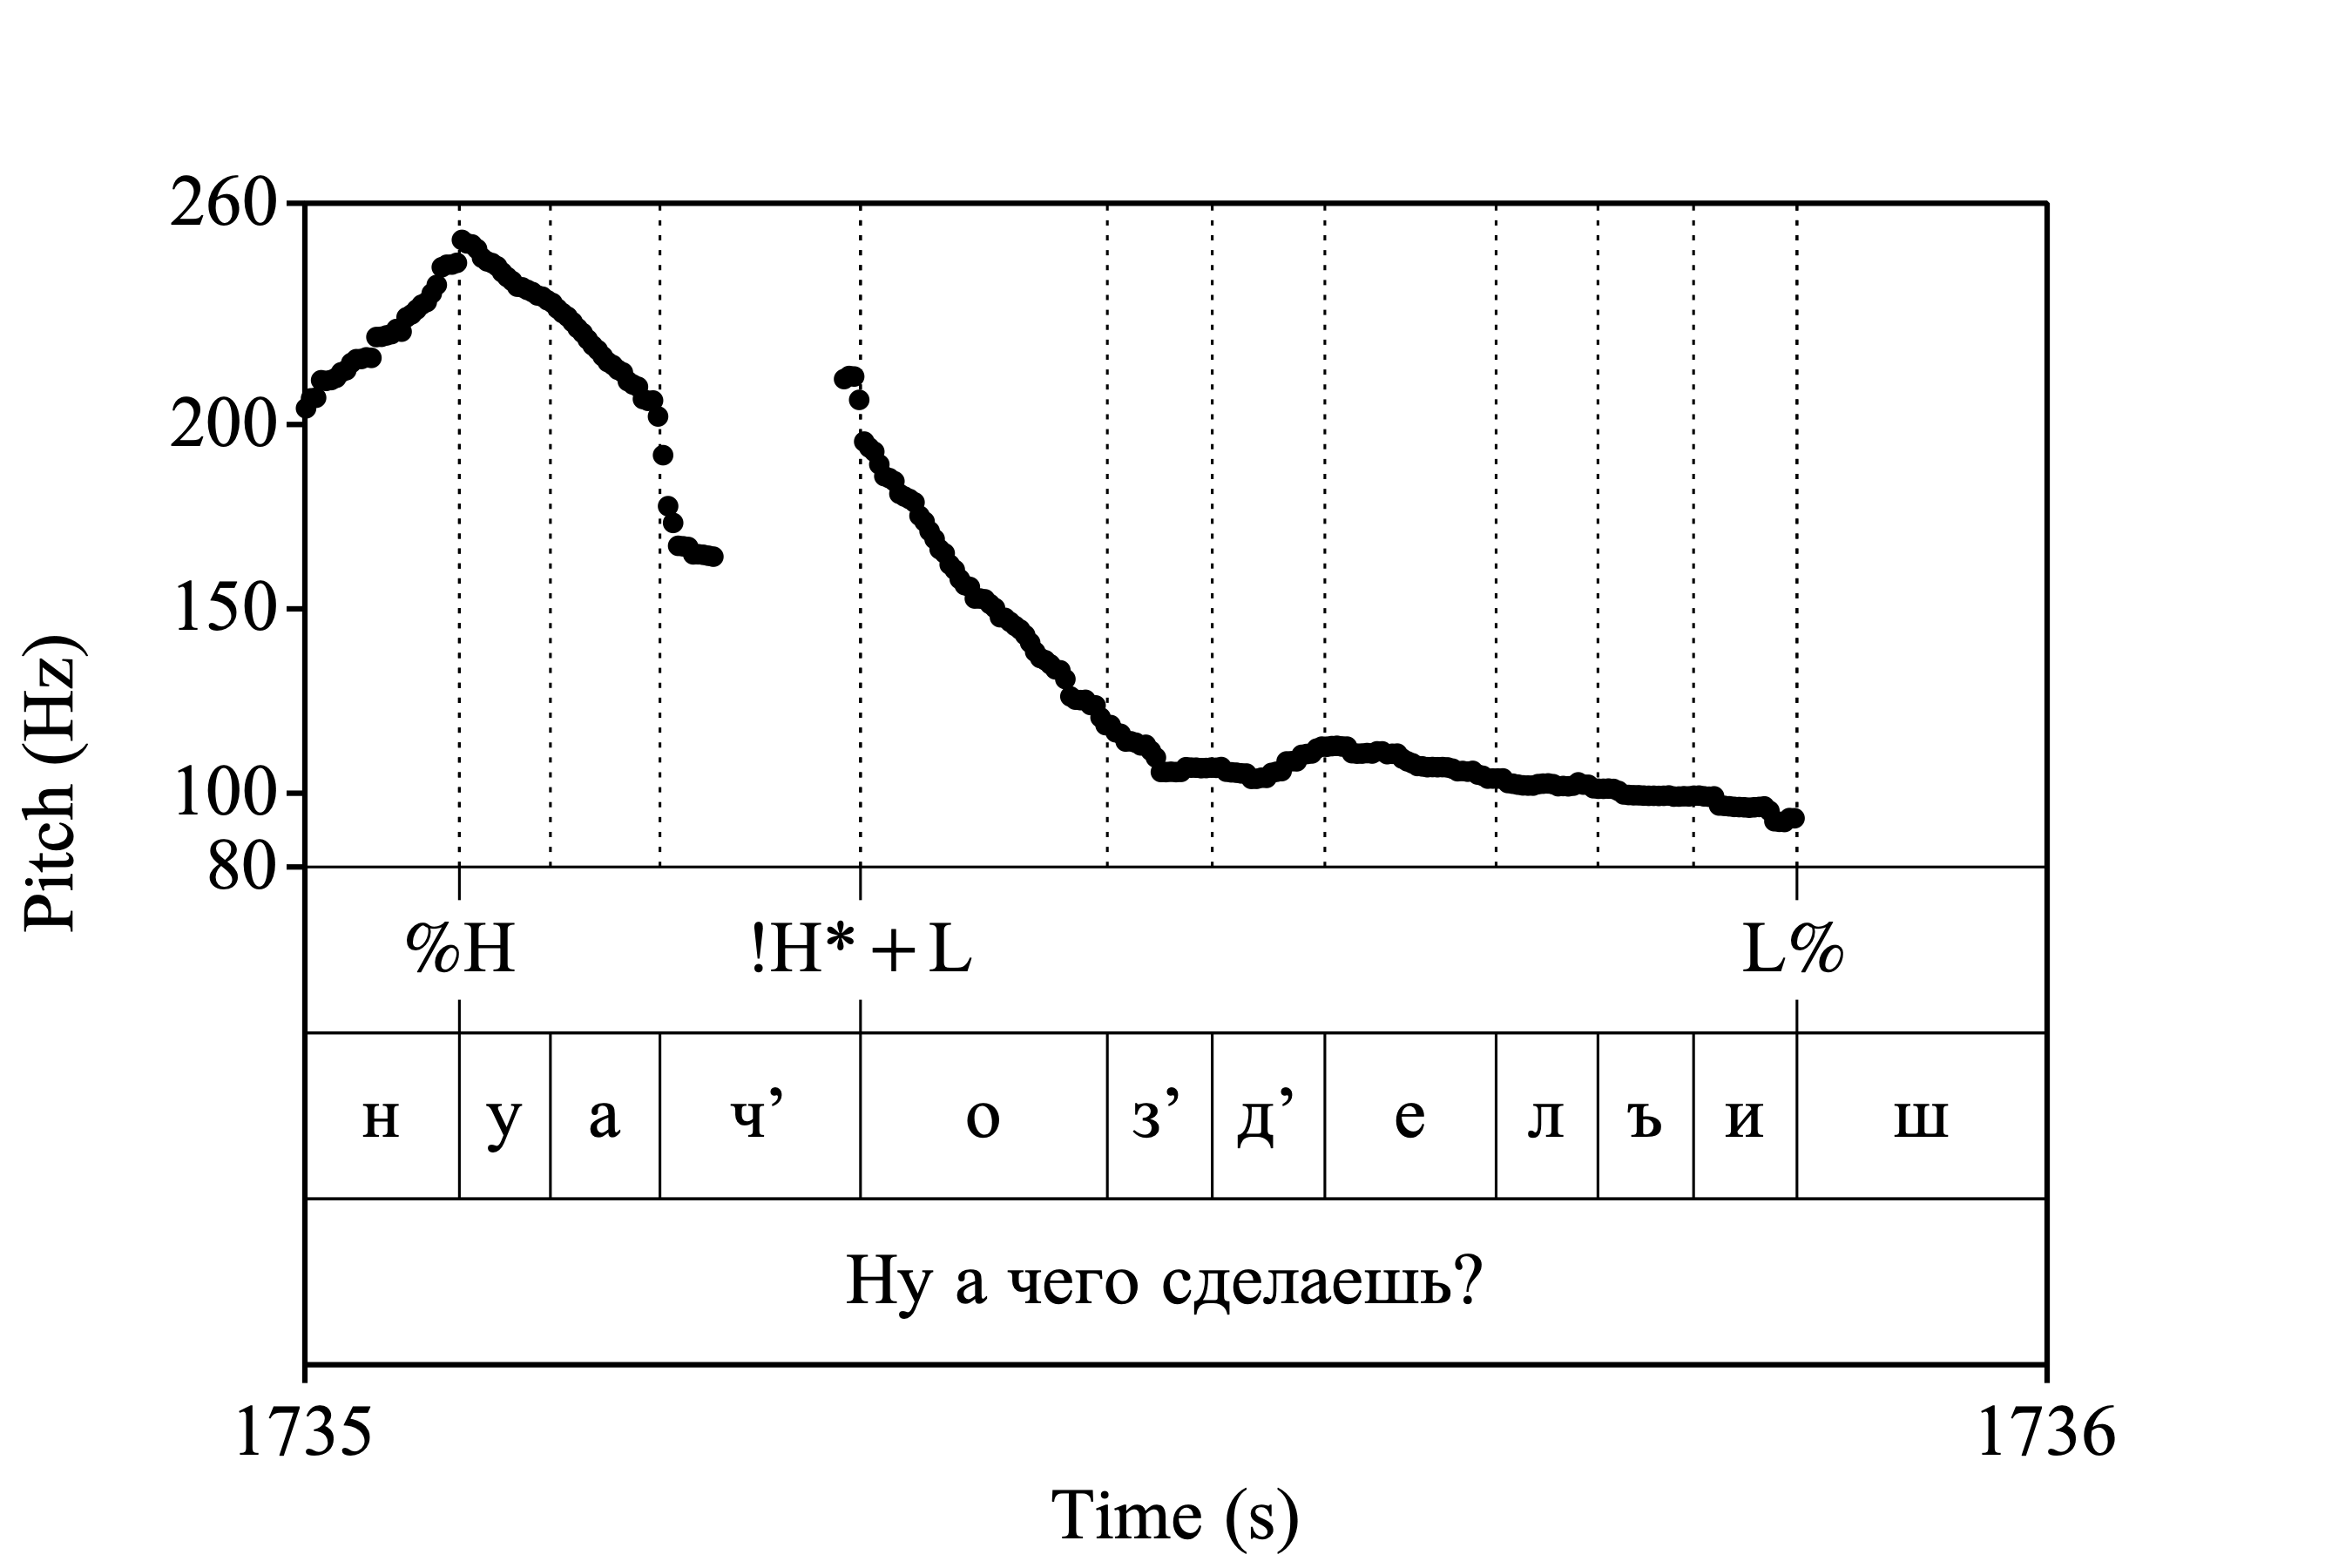 260
200
150
100
80
Pitch (Hz)
%H !H*+L L%
н у а ч’ о з’ д’ е л ъ и ш
Ну а чего сделаешь?
1735 1736
Time (s)